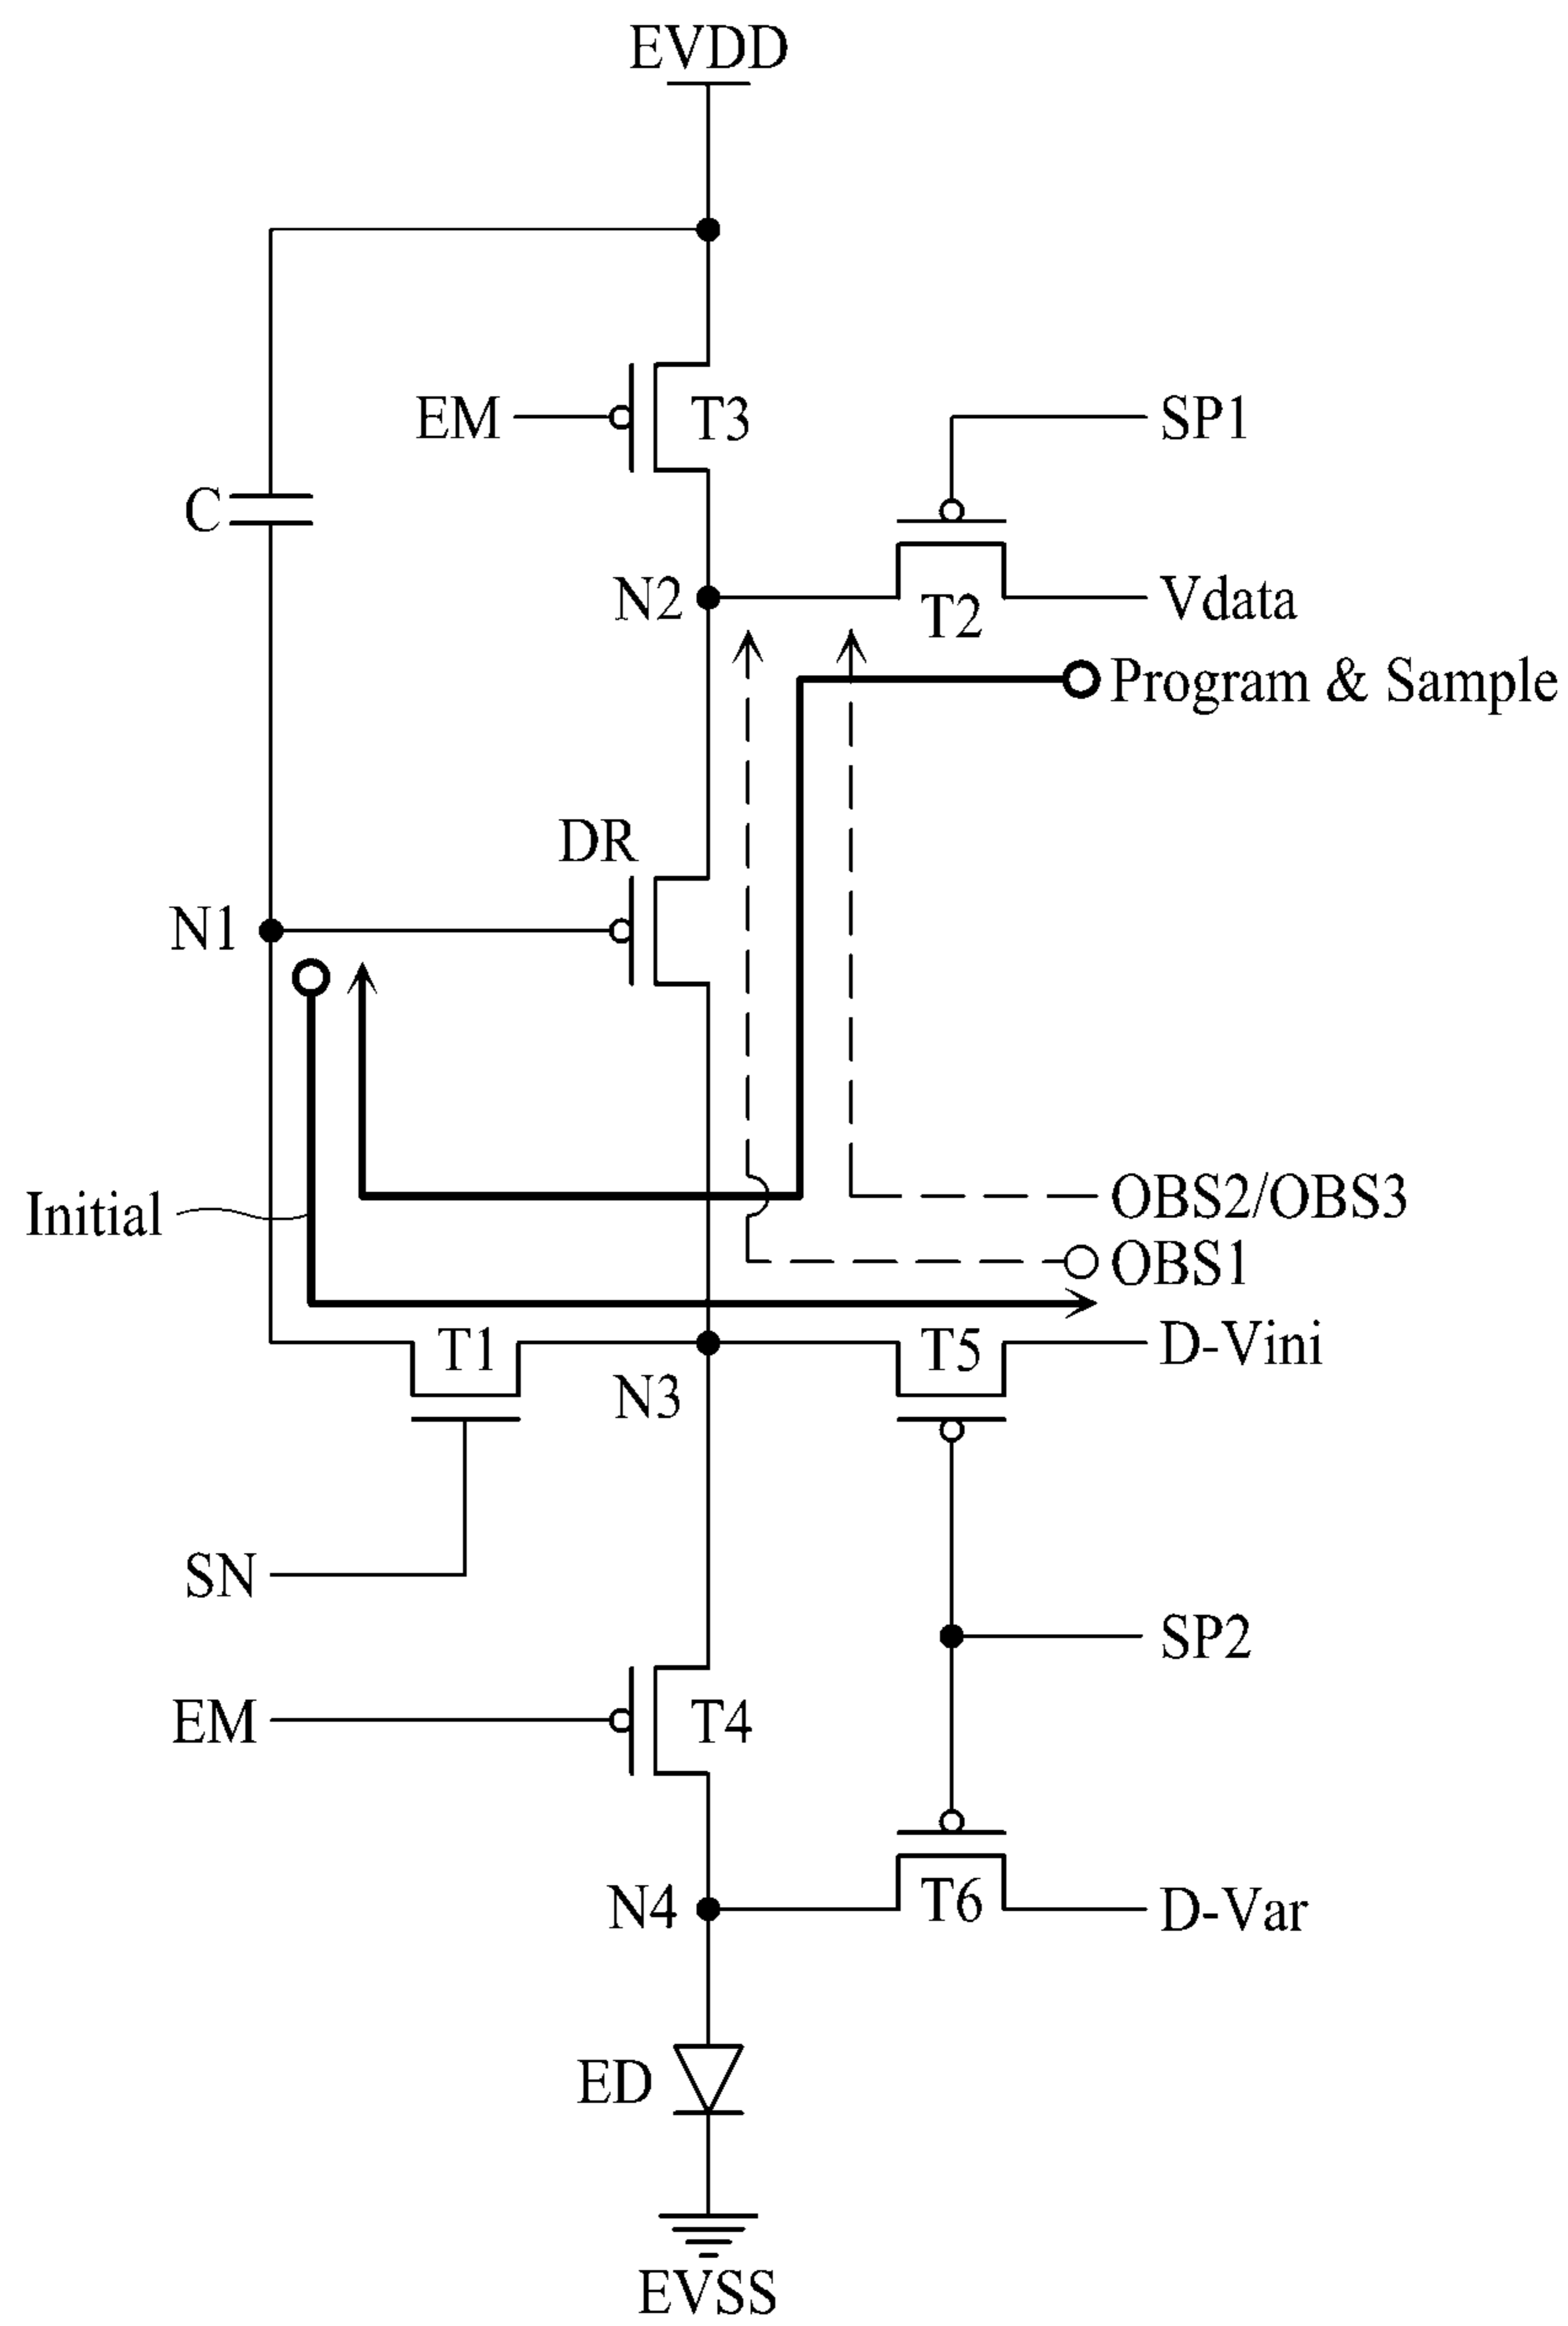 EVDD
EM
T3
SP1
C
N2
T2
Vdata
Program & Sample
DR
N1
Initial
OBS2/OBS3
OBS1
T1
T5
D-Vini
N3
SN
SP2
EM
T4
N4
T6
D-Var
ED
EVSS